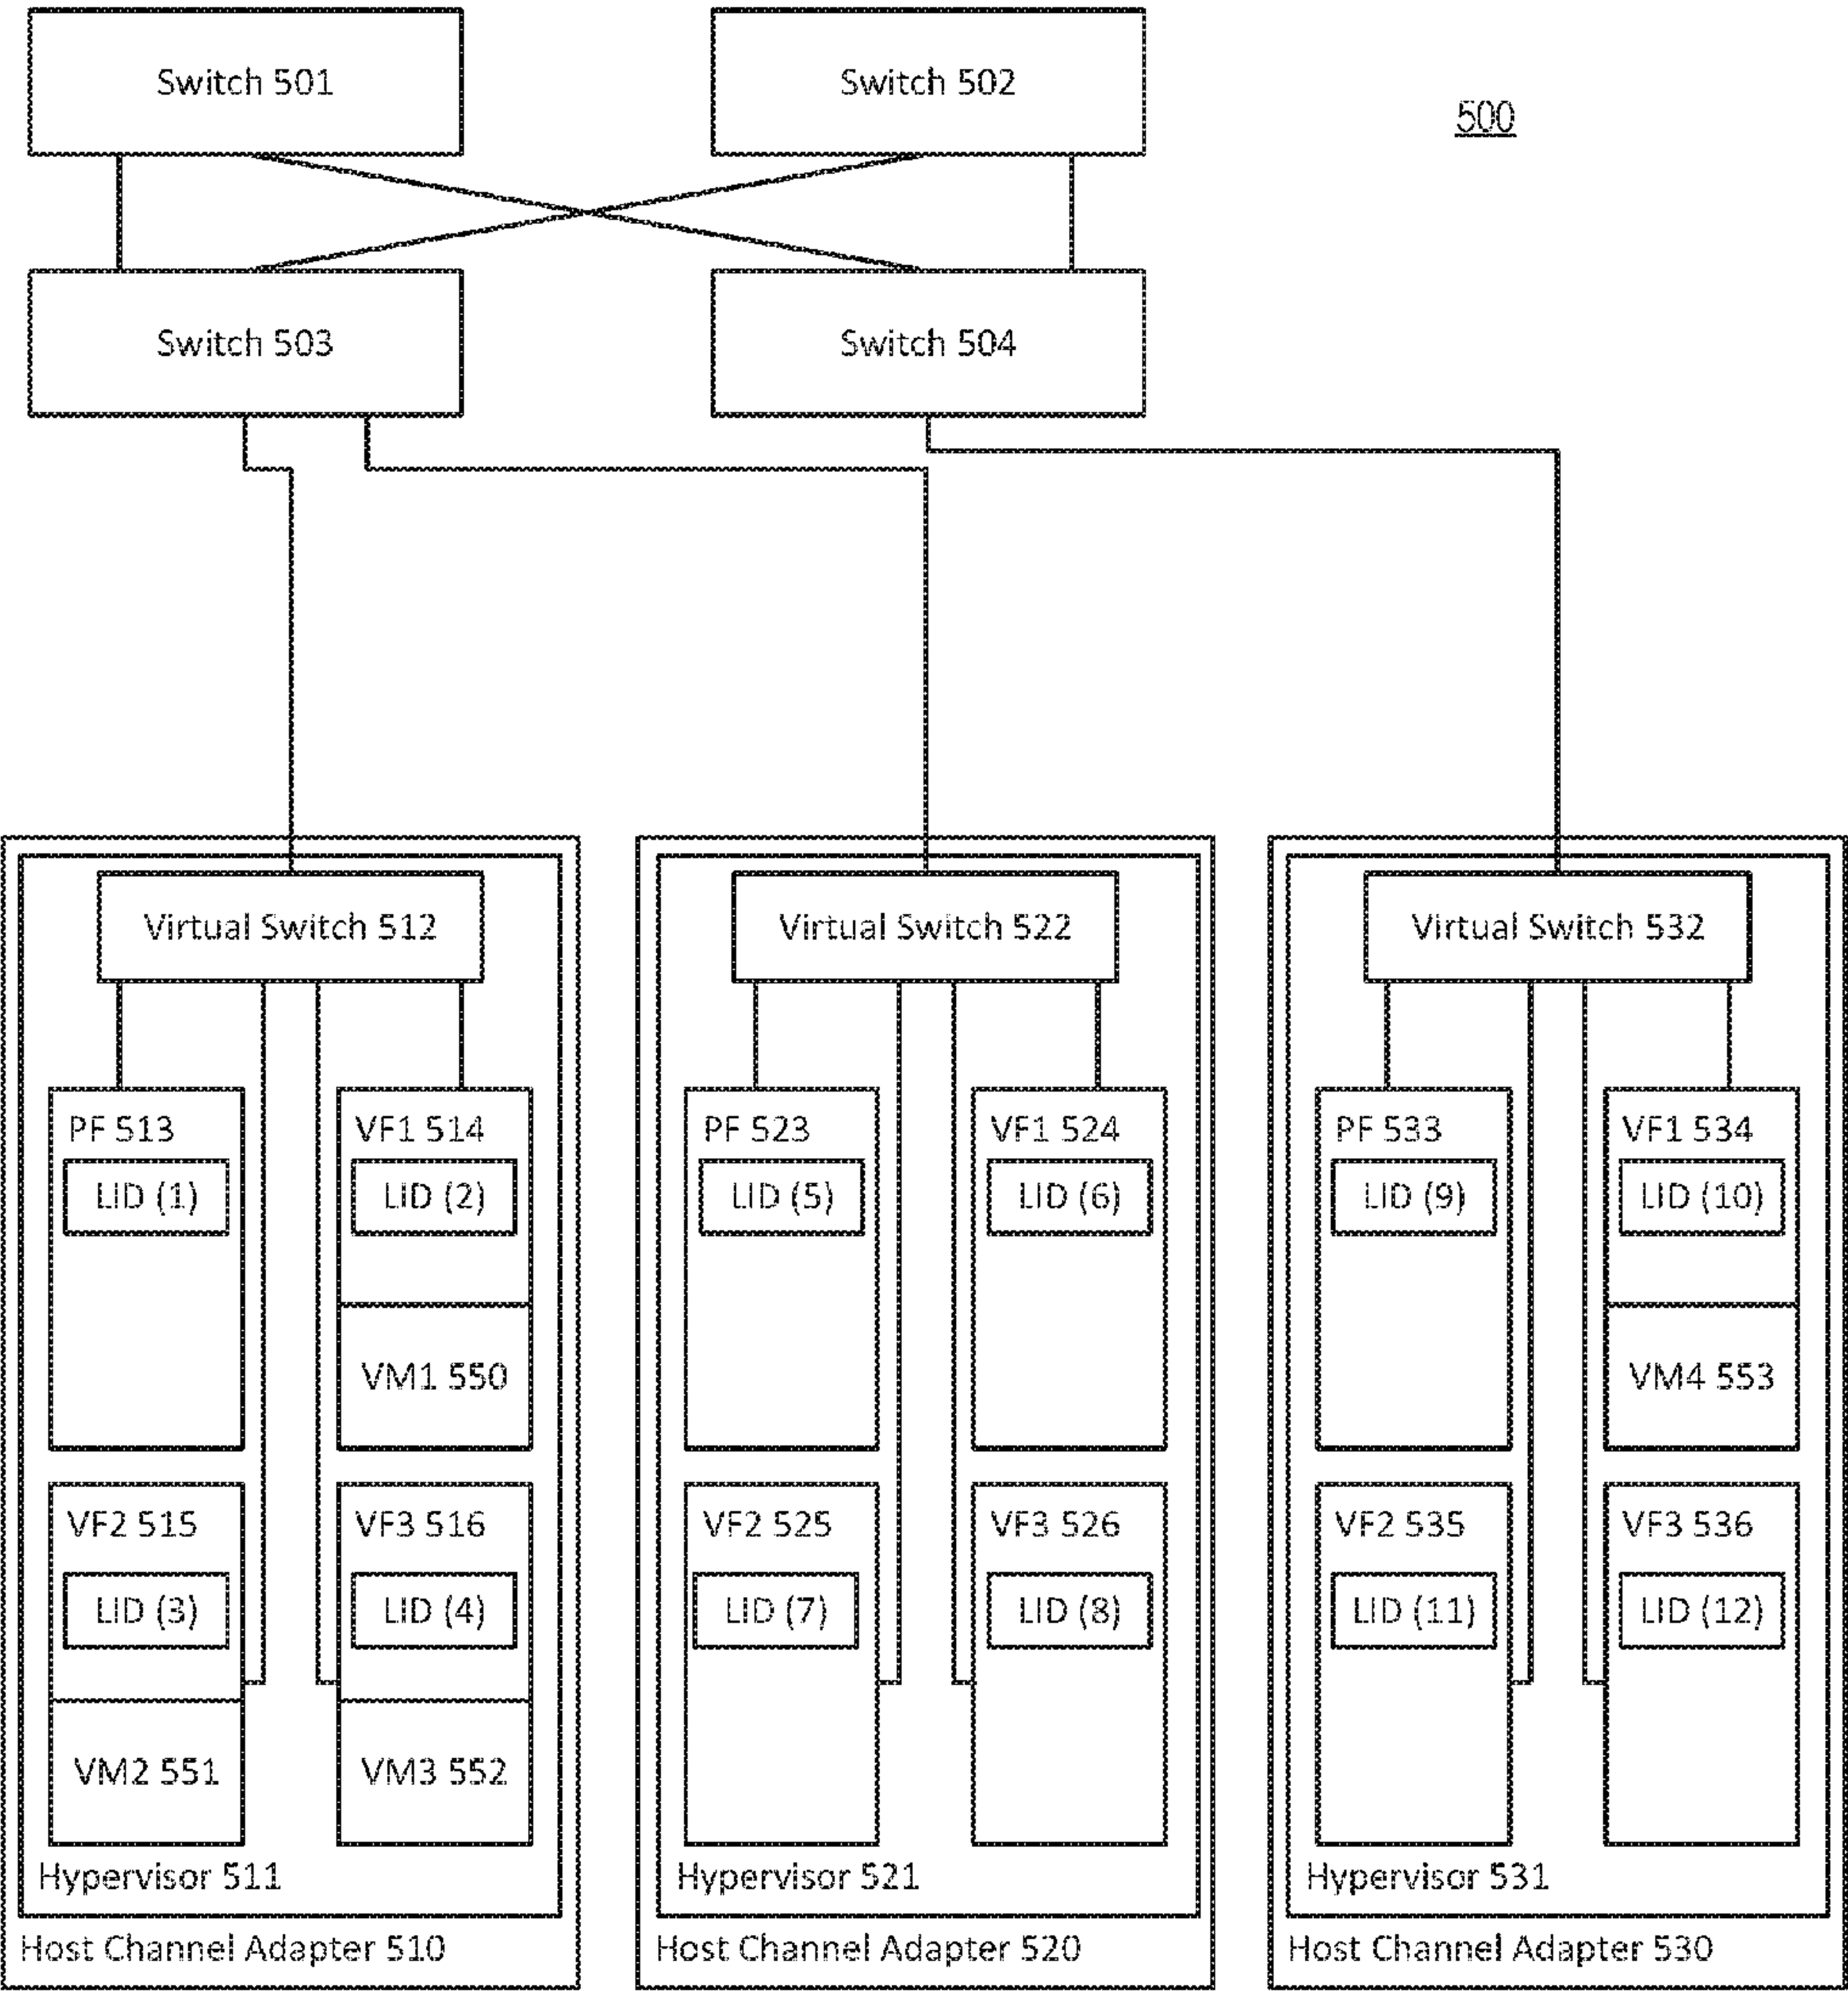 Switch 501
Switch 502
500
Switch 503
Switch 504
Virtual Switch 512
PF 513
LID (1)
VF1 514
LID (2)
VM1 550
VF2 515
LID (3)
VM2 551
VF3 516
LID (4)
VM3 552
Hypervisor 511
Host Channel Adapter 510
Virtual Switch 522
PF 523
LID (5)
VF1 524
LID (6)
VF2 525
LID (7)
VF3 526
LID (8)
Hypervisor 521
Host Channel Adapter 520
Virtual Switch 532
PF 533
LID (9)
VF1 534
LID (10)
VM4 553
VF2 535
LID (11)
VF3 536
LID (12)
Hypervisor 531
Host Channel Adapter 530